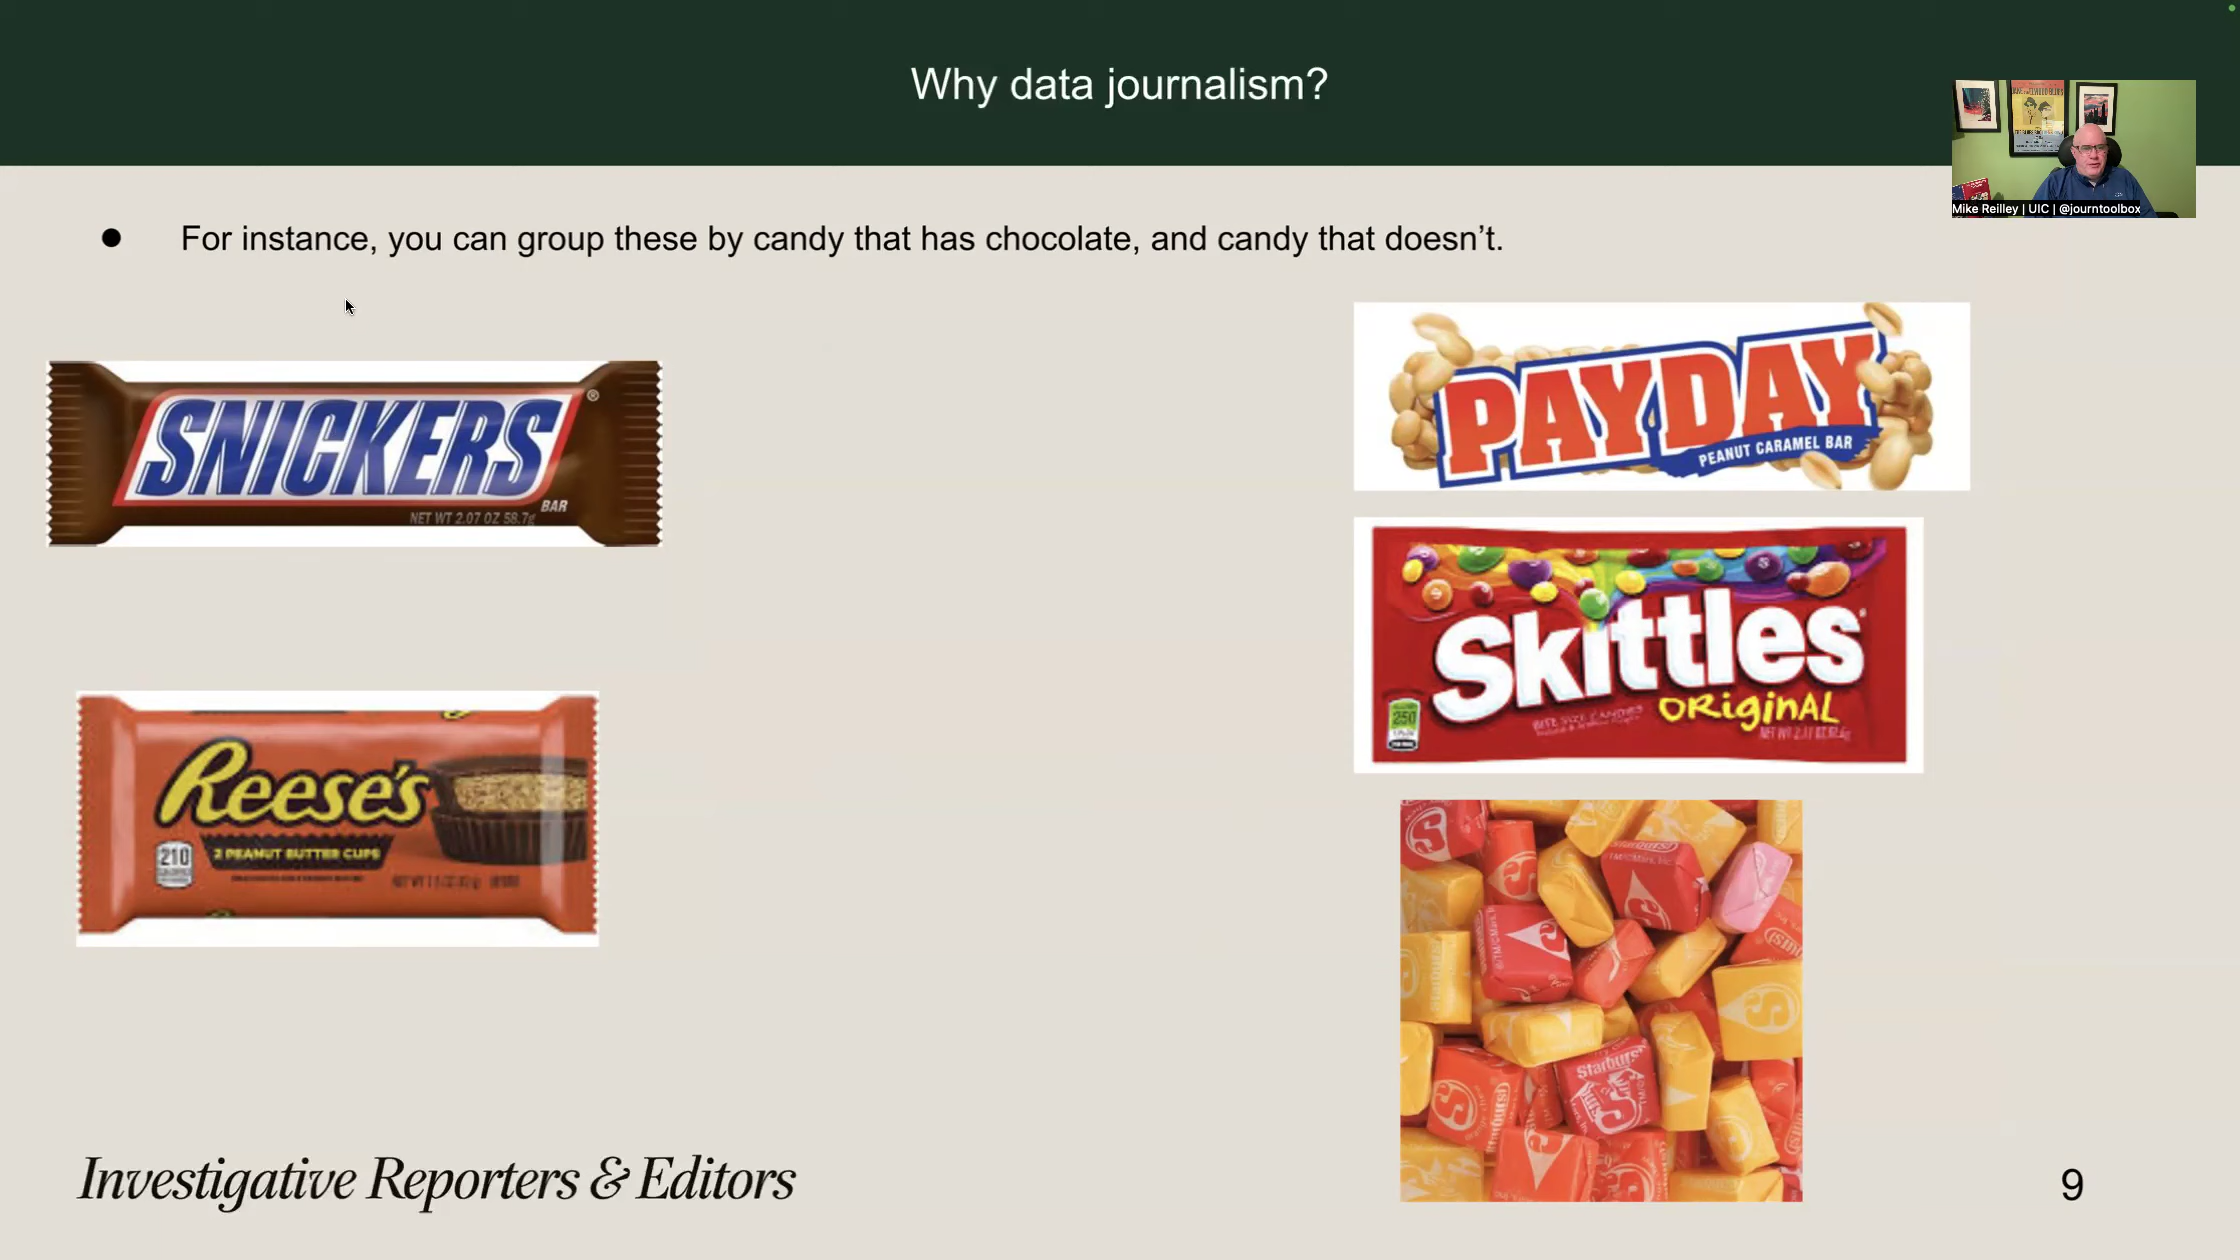 Why data journalism?
Mike Reilley | UIC | @journtoolbox
● For instance, you can group these by candy that has chocolate, and candy that doesn’t.
SNICKERS®
BAR
NET WT 2.07 OZ 58.7g
PAYDAY
PEANUT CARAMEL BAR
Skittles
ORiginAL
250
Reese's
2 PEANUT BUTTER CUPS
210
Starburst
Investigative Reporters & Editors
9